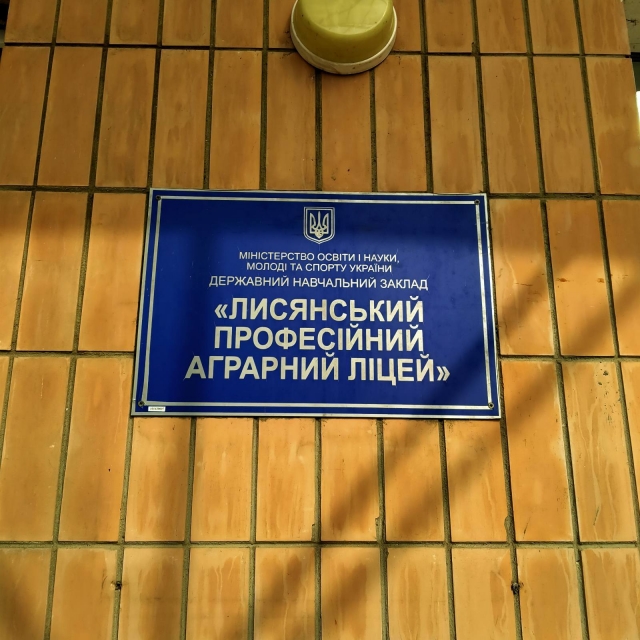 МІНІСТЕРСТВО ОСВІТИ І НАУКИ,
МОЛОДІ ТА СПОРТУ УКРАЇНИ
ДЕРЖАВНИЙ НАВЧАЛЬНИЙ ЗАКЛАД
«ЛИСЯНСЬКИЙ
ПРОФЕСІЙНИЙ
АГРАРНИЙ ЛІЦЕЙ»